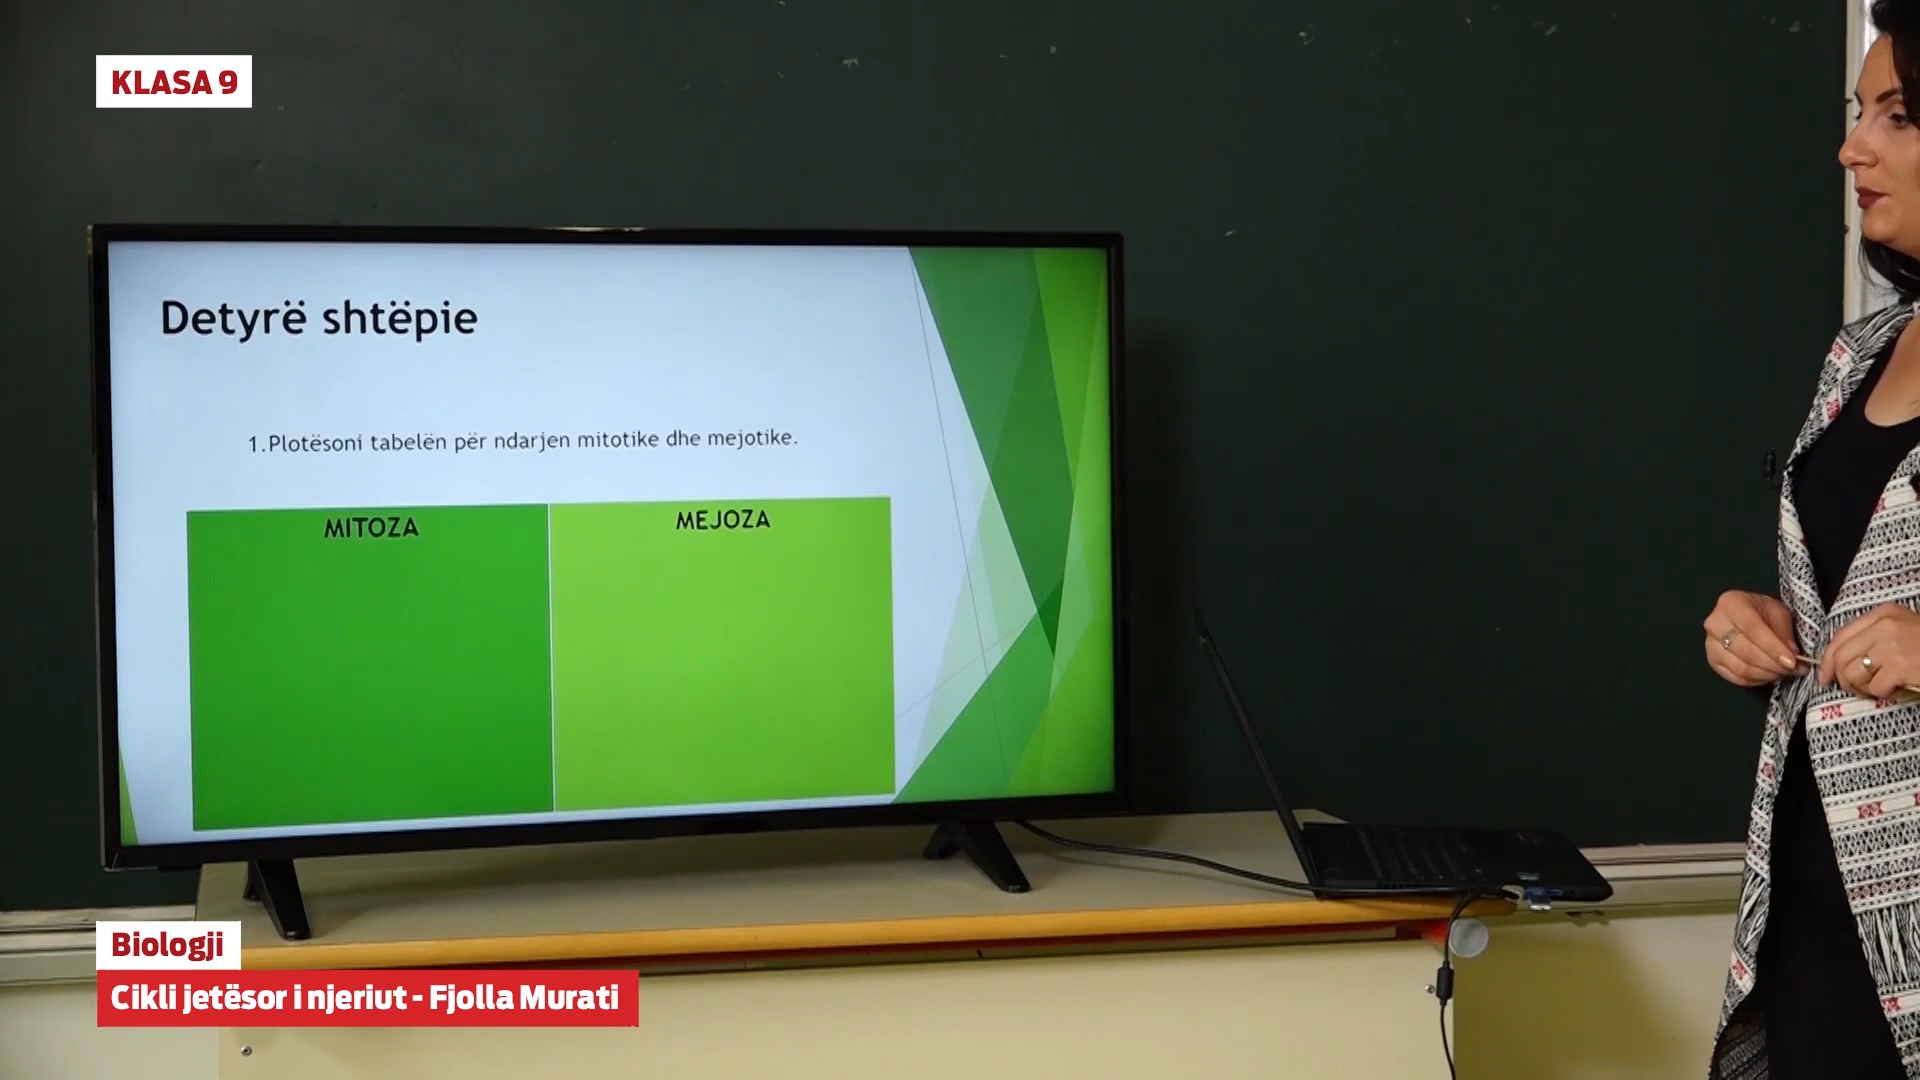 KLASA 9
Detyrë shtëpie
1.Plotësoni tabelën për ndarjen mitotike dhe mejotike.
MITOZA
MEJOZA
Biologji
Cikli jetësor i njeriut - Fjolla Murati